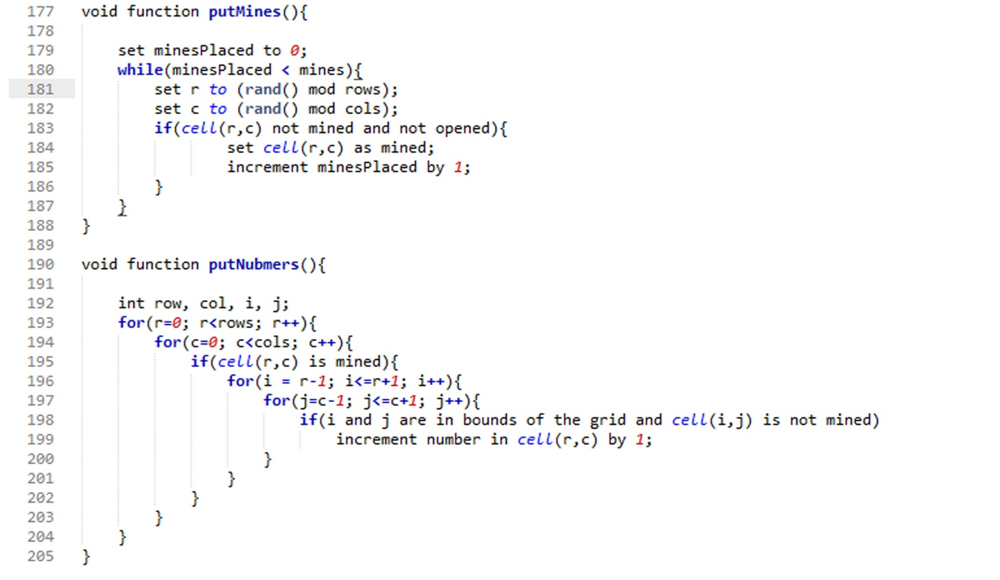 177 void function putMines(){
178
179 set minesPlaced to 0;
180 while(minesPlaced < mines){
181 set r to (rand() mod rows);
182 set c to (rand() mod cols);
183 if(cell(r,c) not mined and not opened){
184 set cell(r,c) as mined;
185 increment minesPlaced by 1;
186 }
187 }
188 }
189
190 void function putNubmers(){
191
192 int row, col, i, j;
193 for(r=0; r<rows; r++){
194 for(c=0; c<cols; c++){
195 if(cell(r,c) is mined){
196 for(i = r-1; i<=r+1; i++){
197 for(j=c-1; j<=c+1; j++){
198 if(i and j are in bounds of the grid and cell(i,j) is not mined)
199 increment number in cell(r,c) by 1;
200 }
201 }
202 }
203 }
204 }
205 }